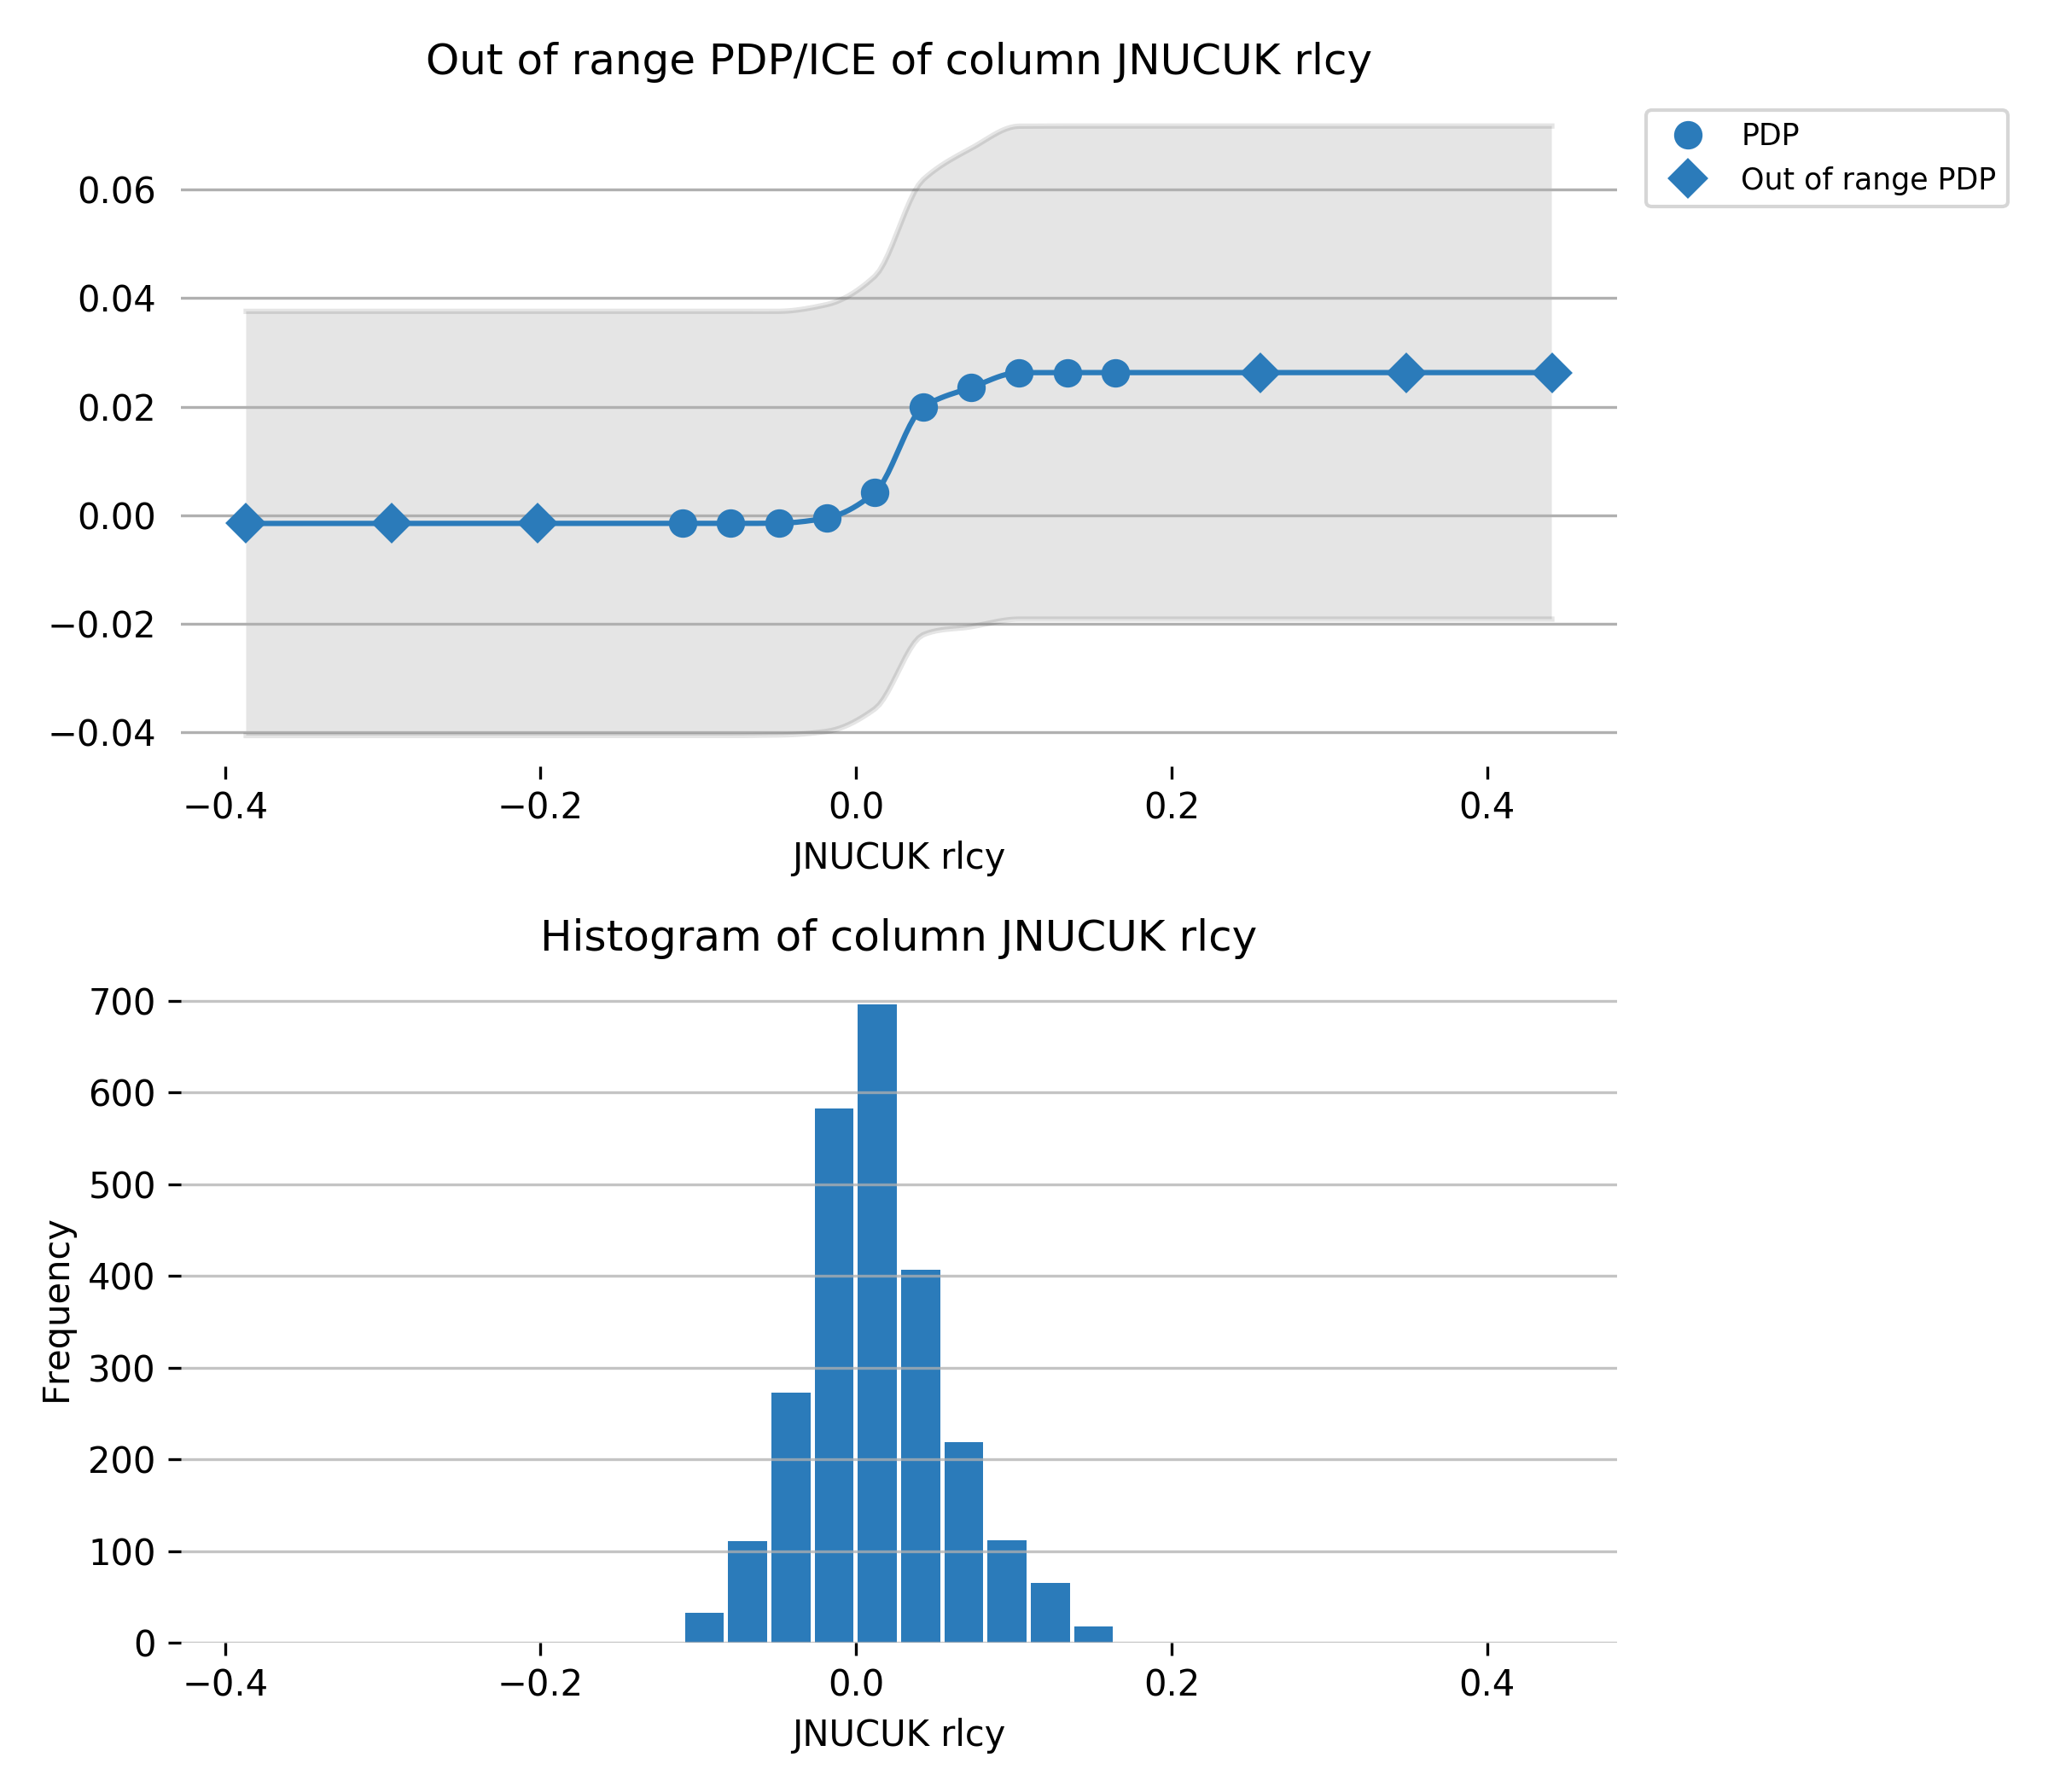 Out of range PDP/ICE of column JNUCUK rlcy
PDP
Out of range PDP
0.06
0.04
0.02
0.00
−0.02
−0.04
−0.4 −0.2 0.0 0.2 0.4
JNUCUK rlcy
Histogram of column JNUCUK rlcy
700
600
500
400
300
200
100
0
Frequency
−0.4 −0.2 0.0 0.2 0.4
JNUCUK rlcy